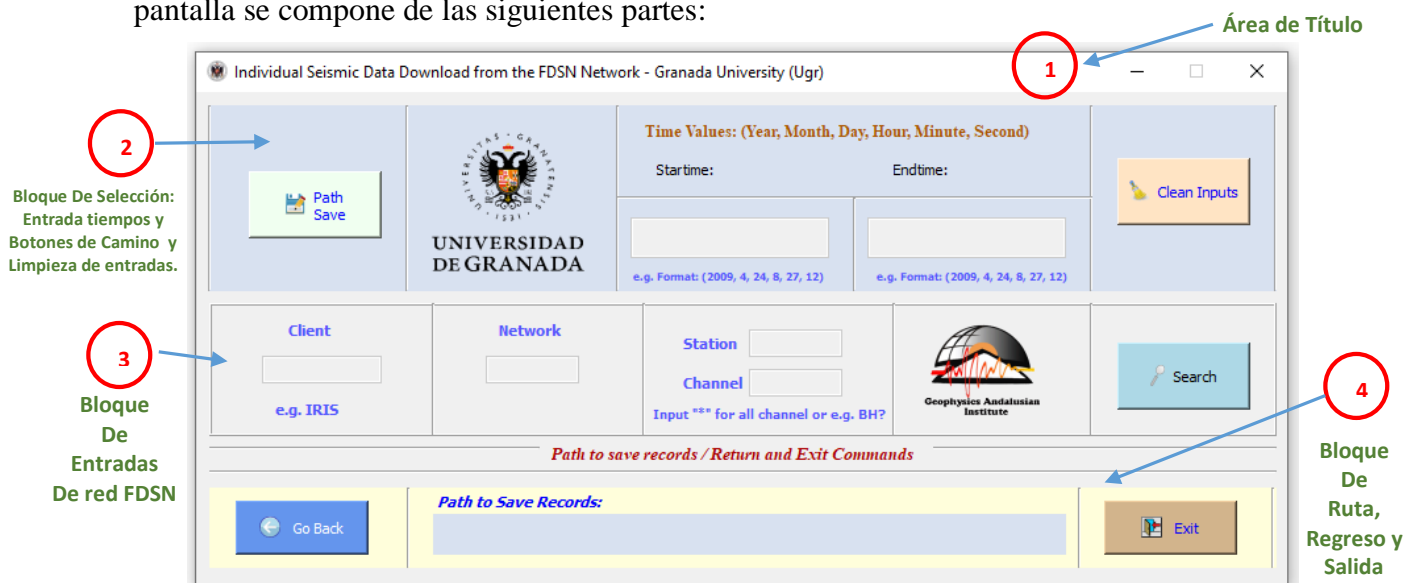 pantalla se compone de las siguientes partes:
Área de Título
Individual Seismic Data Download from the FDSN Network - Granada University (Ugr)
1
2
Bloque De Selección:
Entrada tiempos y
Botones de Camino y
Limpieza de entradas.
Path
Save
UNIVERSITAS · GRANATENSIS · 1531 ·
UNIVERSIDAD
DE GRANADA
Time Values: (Year, Month, Day, Hour, Minute, Second)
Startime:
Endtime:
e.g. Format: (2009, 4, 24, 8, 27, 12)
e.g. Format: (2009, 4, 24, 8, 27, 12)
Clean Inputs
3
Bloque
De
Entradas
De red FDSN
Client
e.g. IRIS
Network
Station
Channel
Input "*" for all channel or e.g. BH?
Geophysics Andalusian
Institute
Search
4
Bloque
De
Ruta,
Regreso y
Salida
Path to save records / Return and Exit Commands
Go Back
Path to Save Records:
Exit